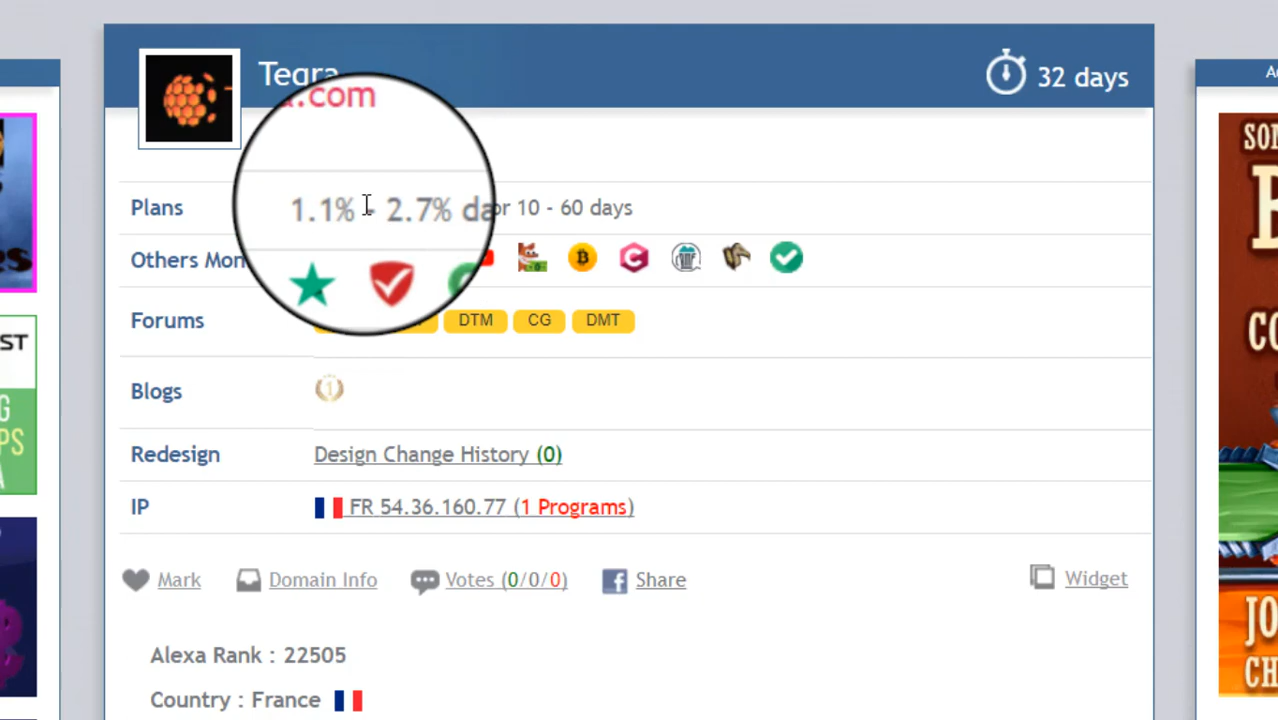 Tegra
32 days
.com
Plans 1.1% - 2.7% da or 10 - 60 days
Others Mon
Forums DTM CG DMT
Blogs 1
Redesign Design Change History (0)
IP FR 54.36.160.77 (1 Programs)
Mark Domain Info Votes (0/0/0) Share Widget
Alexa Rank : 22505
Country : France